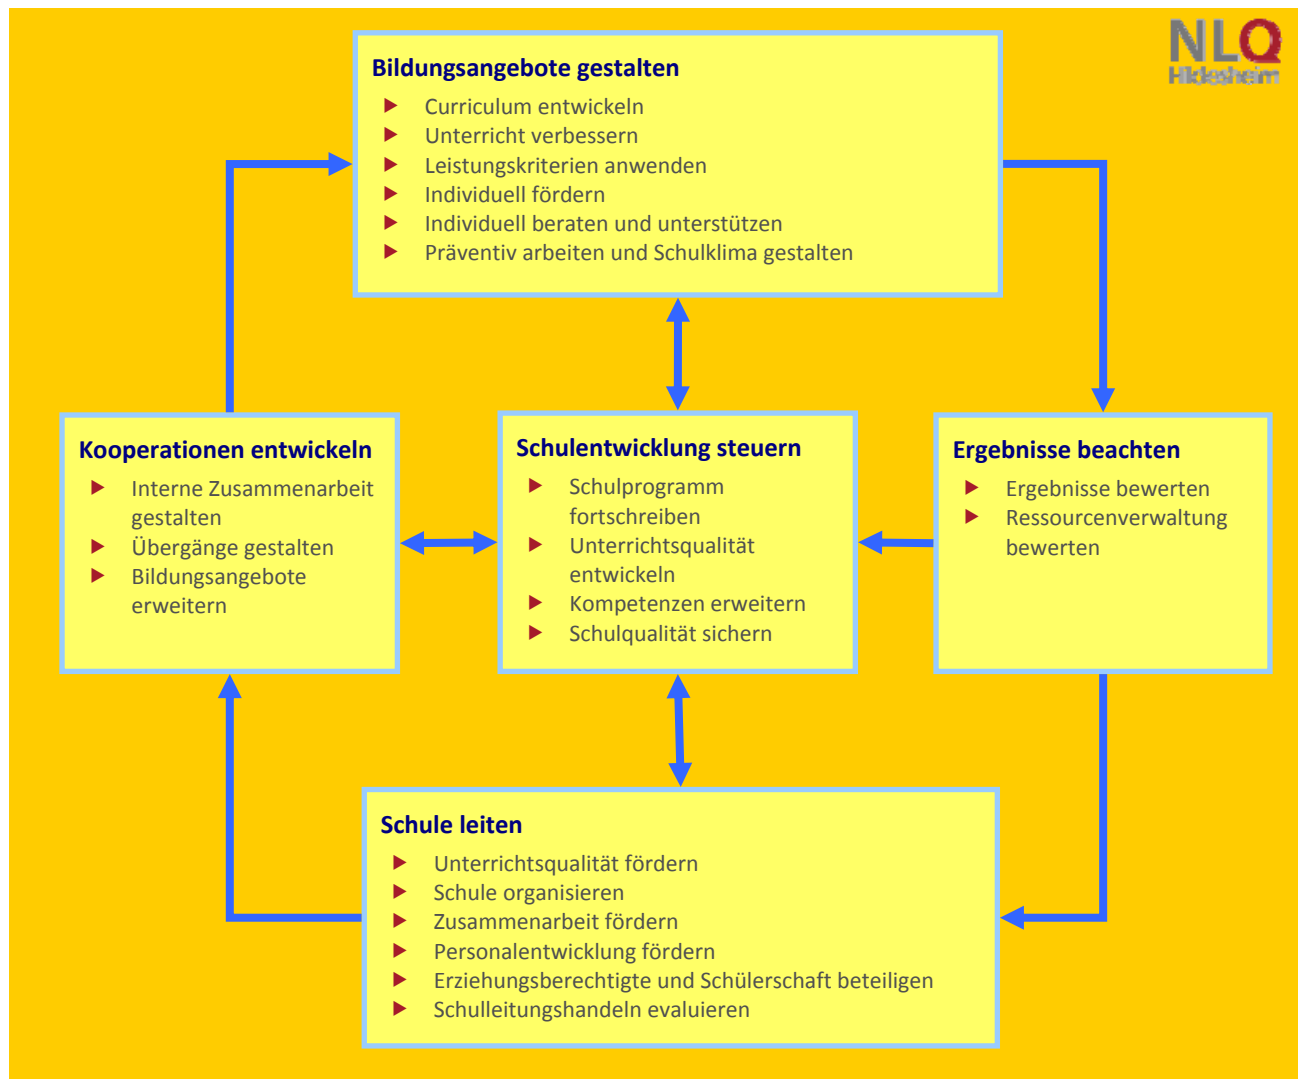 NLQ
Hildesheim
Bildungsangebote gestalten
Curriculum entwickeln
Unterricht verbessern
Leistungskriterien anwenden
Individuell fördern
Individuell beraten und unterstützen
Präventiv arbeiten und Schulklima gestalten
Kooperationen entwickeln
Interne Zusammenarbeit
gestalten
Übergänge gestalten
Bildungsangebote
erweitern
Schulentwicklung steuern
Schulprogramm
fortschreiben
Unterrichtsqualität
entwickeln
Kompetenzen erweitern
Schulqualität sichern
Ergebnisse beachten
Ergebnisse bewerten
Ressourcenverwaltung
bewerten
Schule leiten
Unterrichtsqualität fördern
Schule organisieren
Zusammenarbeit fördern
Personalentwicklung fördern
Erziehungsberechtigte und Schülerschaft beteiligen
Schulleitungshandeln evaluieren